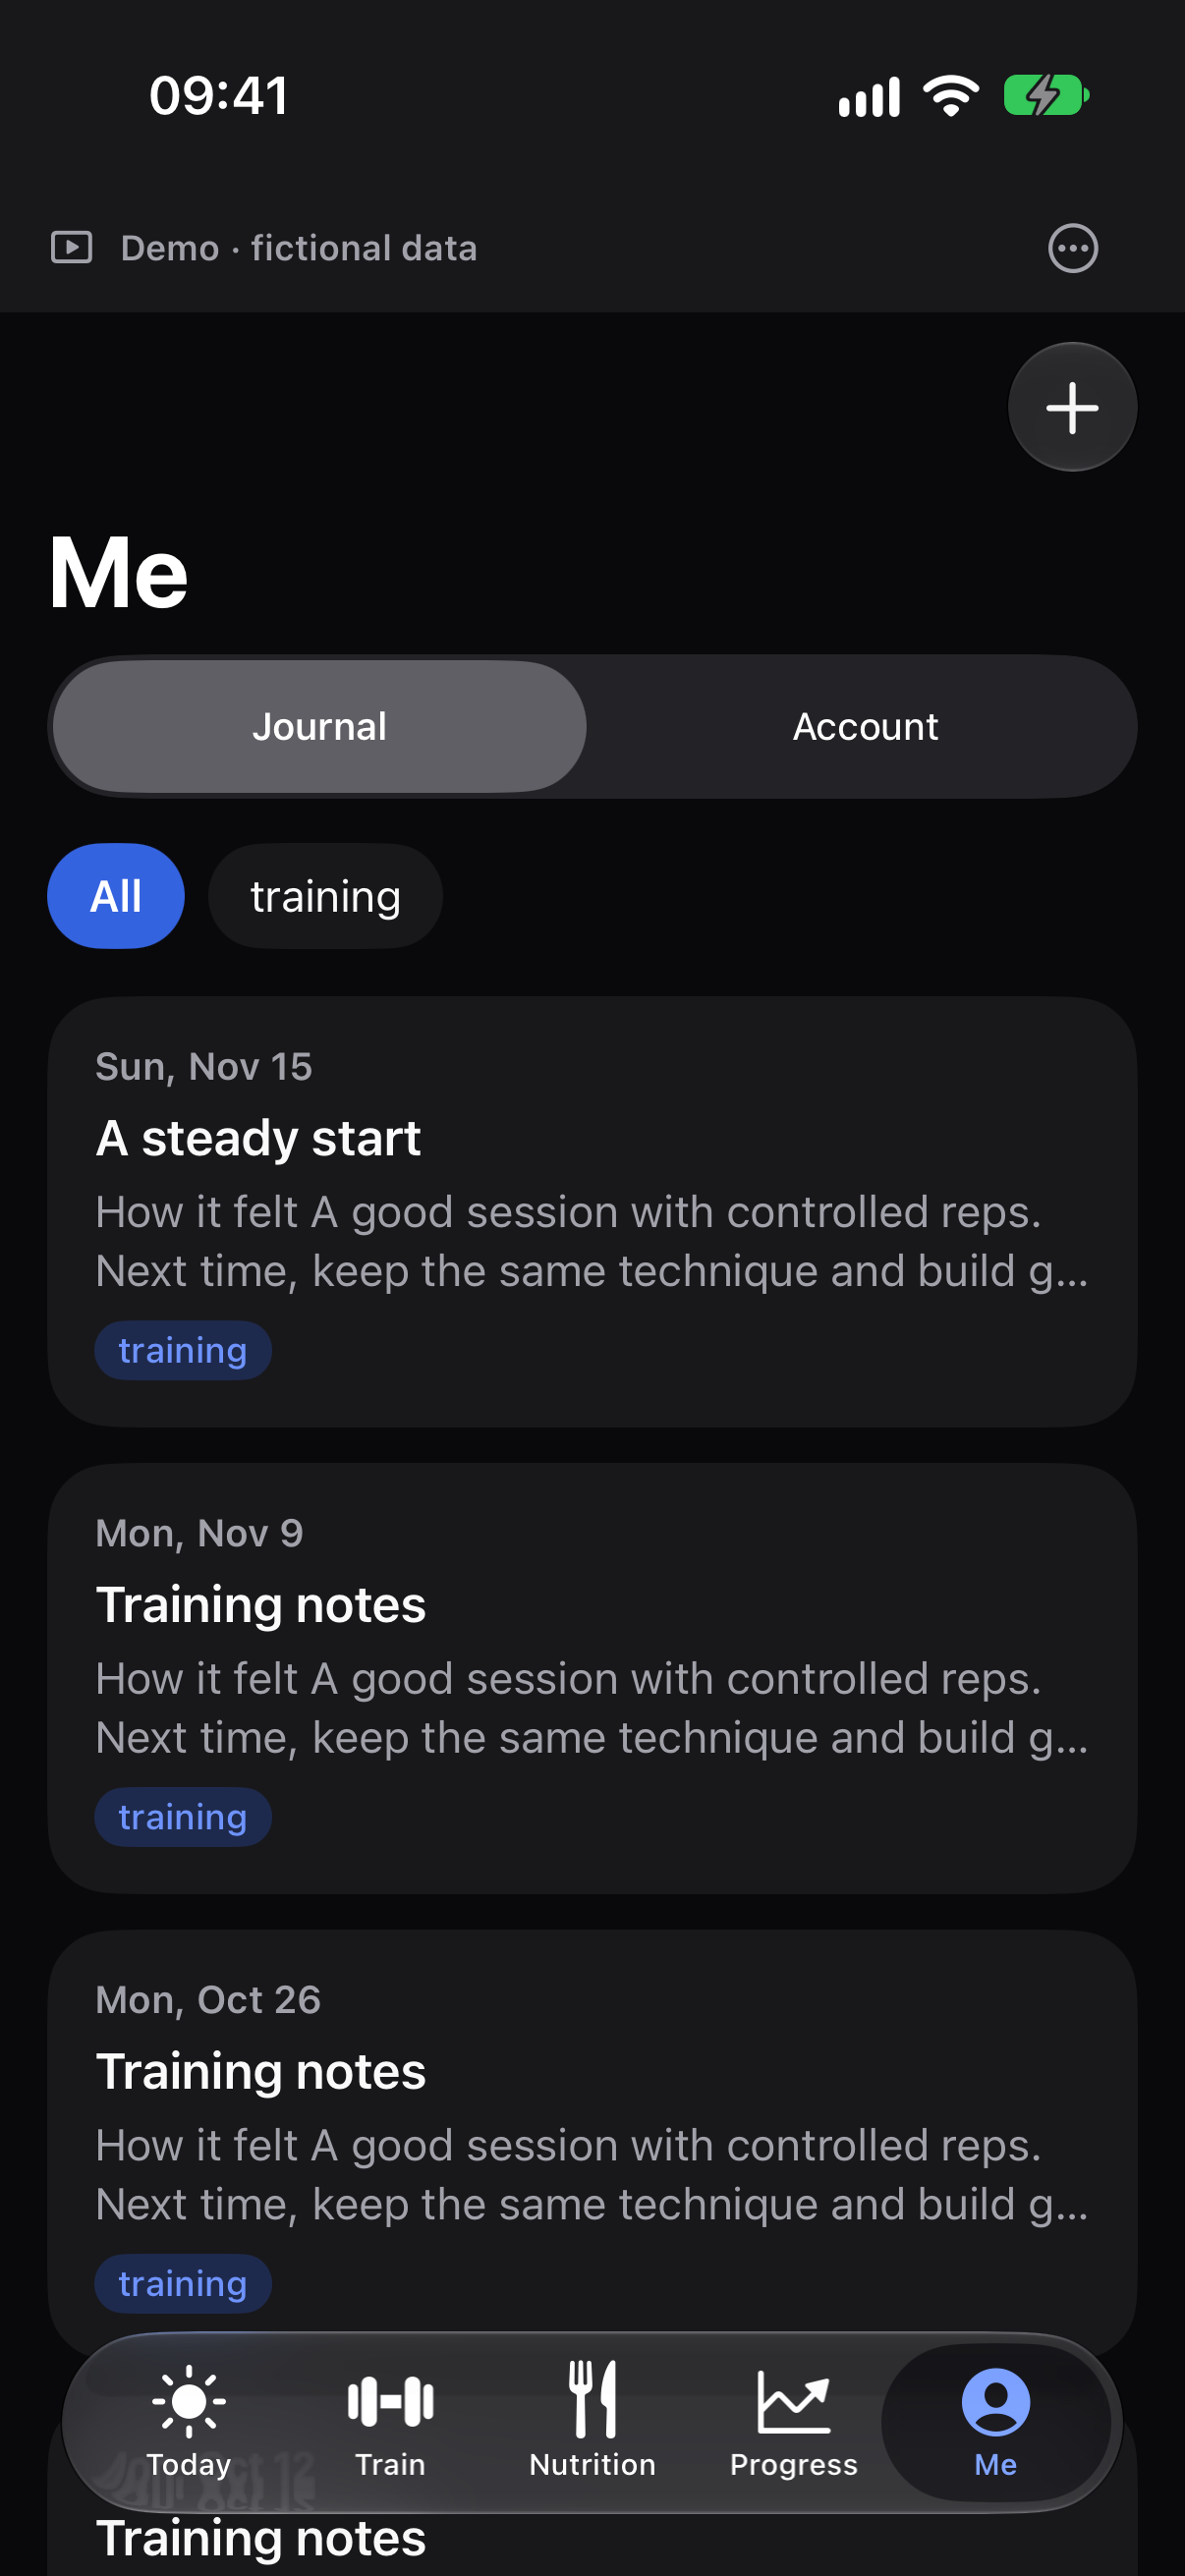 09:41
Demo · fictional data
Me
Journal
Account
All
training
Sun, Nov 15
A steady start
How it felt A good session with controlled reps.
Next time, keep the same technique and build g...
training
Mon, Nov 9
Training notes
How it felt A good session with controlled reps.
Next time, keep the same technique and build g...
training
Mon, Oct 26
Training notes
How it felt A good session with controlled reps.
Next time, keep the same technique and build g...
training
Today
Train
Nutrition
Progress
Me
Training notes